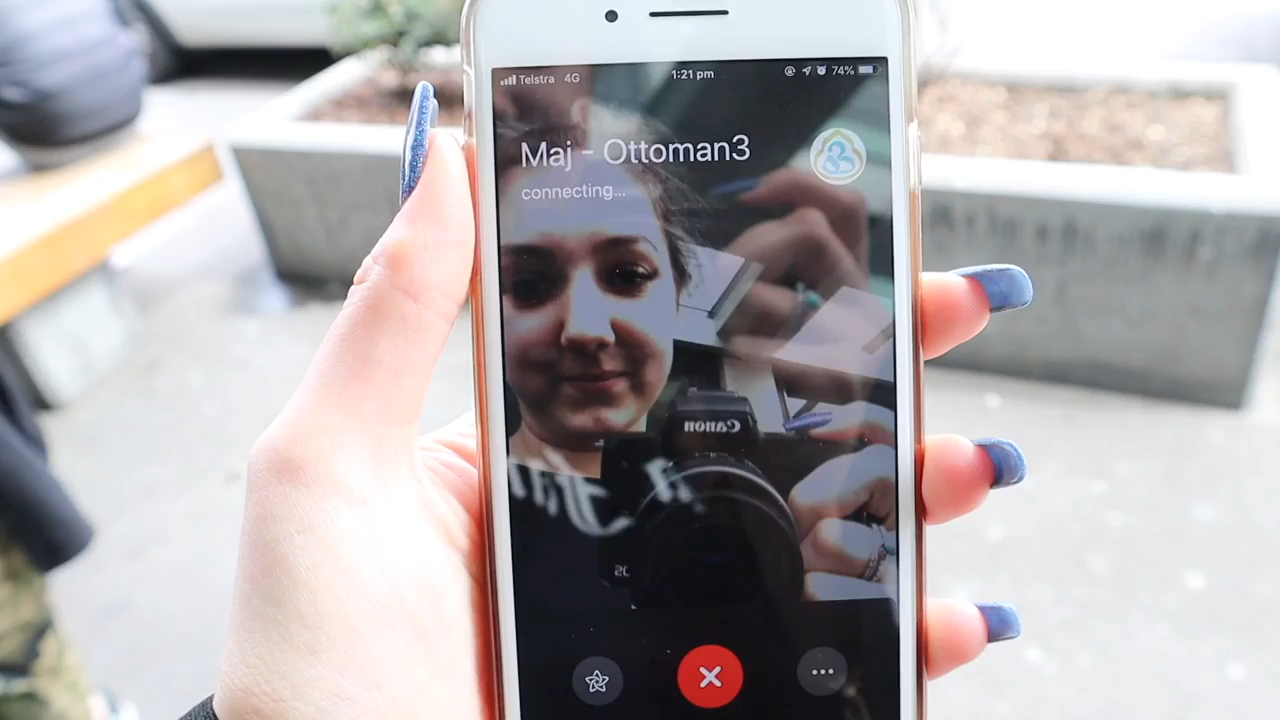 Telstra 4G 1:21 pm 74%
Maj - Ottoman3
connecting...
Canon